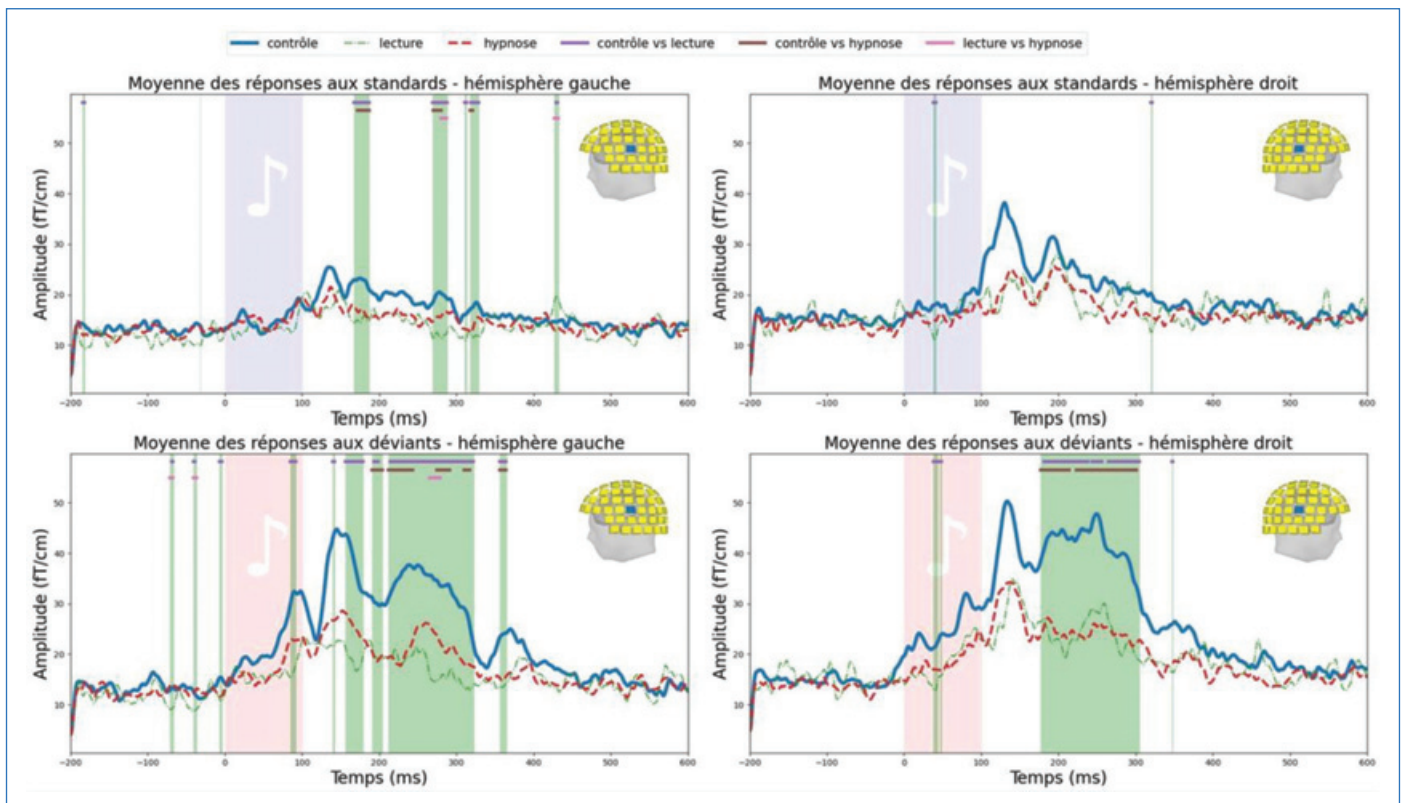 contrôle lecture hypnose contrôle vs lecture contrôle vs hypnose lecture vs hypnose
Moyenne des réponses aux standards - hémisphère gauche
Amplitude (fT/cm)
50
40
30
20
10
−200 −100 0 100 200 300 400 500 600
Temps (ms)
Moyenne des réponses aux standards - hémisphère droit
Amplitude (fT/cm)
50
40
30
20
10
−200 −100 0 100 200 300 400 500 600
Temps (ms)
Moyenne des réponses aux déviants - hémisphère gauche
Amplitude (fT/cm)
50
40
30
20
10
−200 −100 0 100 200 300 400 500 600
Temps (ms)
Moyenne des réponses aux déviants - hémisphère droit
Amplitude (fT/cm)
50
40
30
20
10
−200 −100 0 100 200 300 400 500 600
Temps (ms)